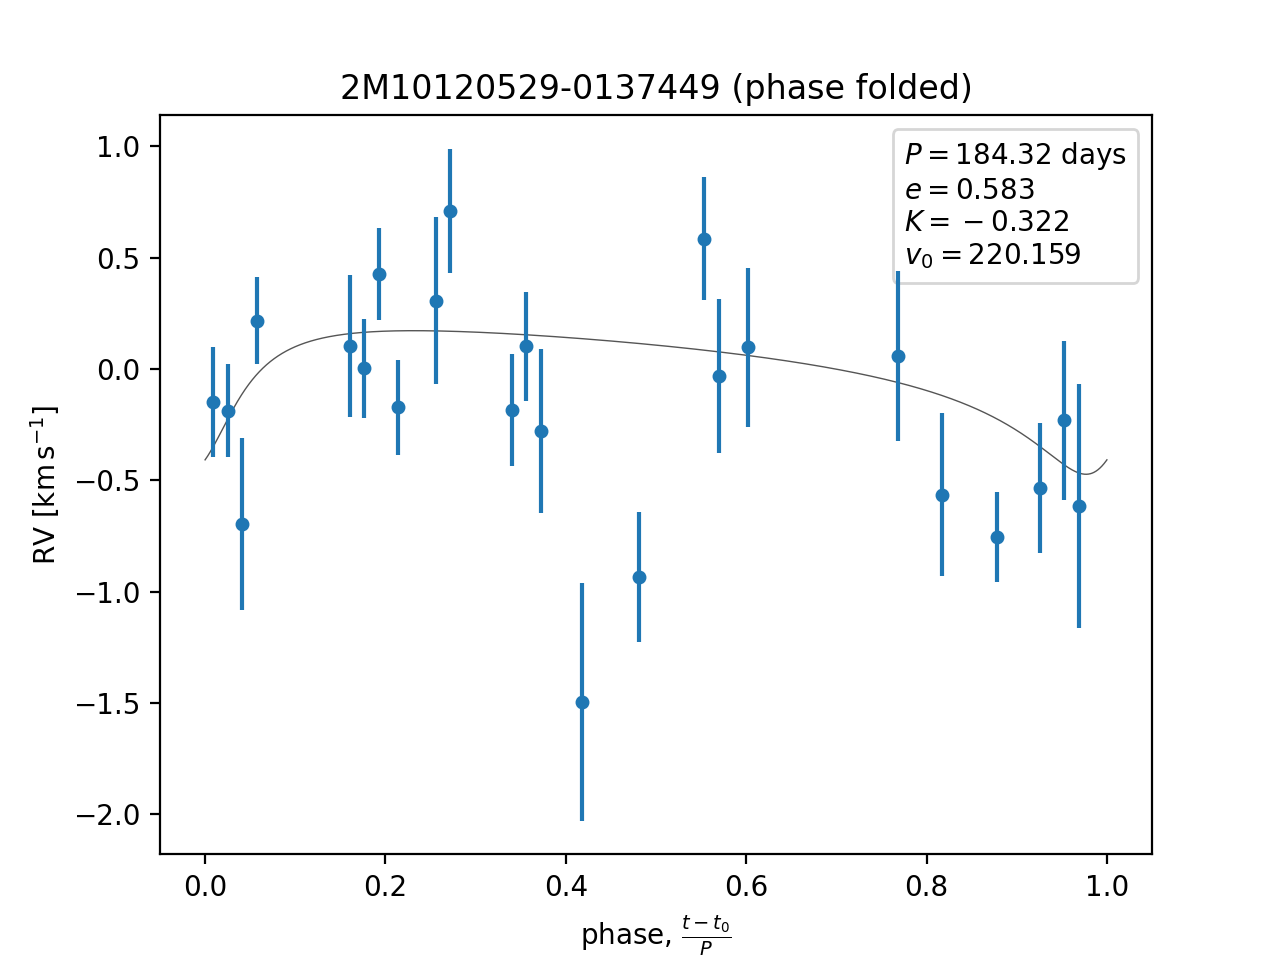 2M10120529-0137449 (phase folded)
P = 184.32 days
e = 0.583
K = −0.322
v₀ = 220.159
RV [km s⁻¹]
1.0
0.5
0.0
−0.5
−1.0
−1.5
−2.0
0.0 0.2 0.4 0.6 0.8 1.0
phase, (t − t₀)/P